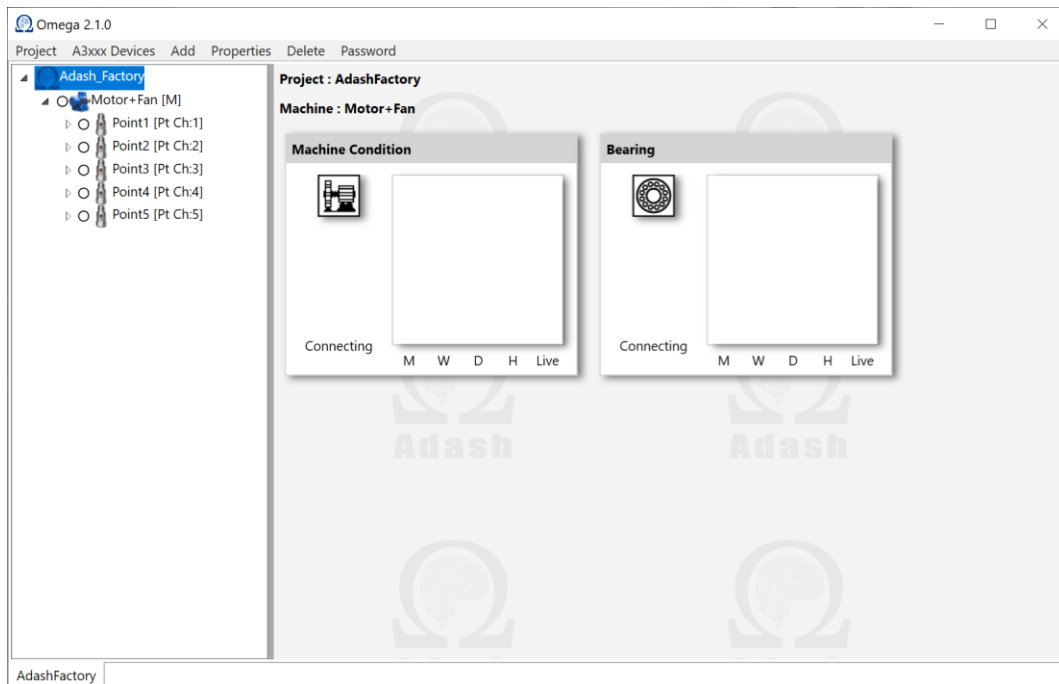 Omega 2.1.0
Project A3xxx Devices Add Properties Delete Password
Adash_Factory
Motor+Fan [M]
Point1 [Pt Ch:1]
Point2 [Pt Ch:2]
Point3 [Pt Ch:3]
Point4 [Pt Ch:4]
Point5 [Pt Ch:5]
Project : AdashFactory
Machine : Motor+Fan
Machine Condition
Connecting
M W D H Live
Bearing
Connecting
M W D H Live
Adash Adash
AdashFactory